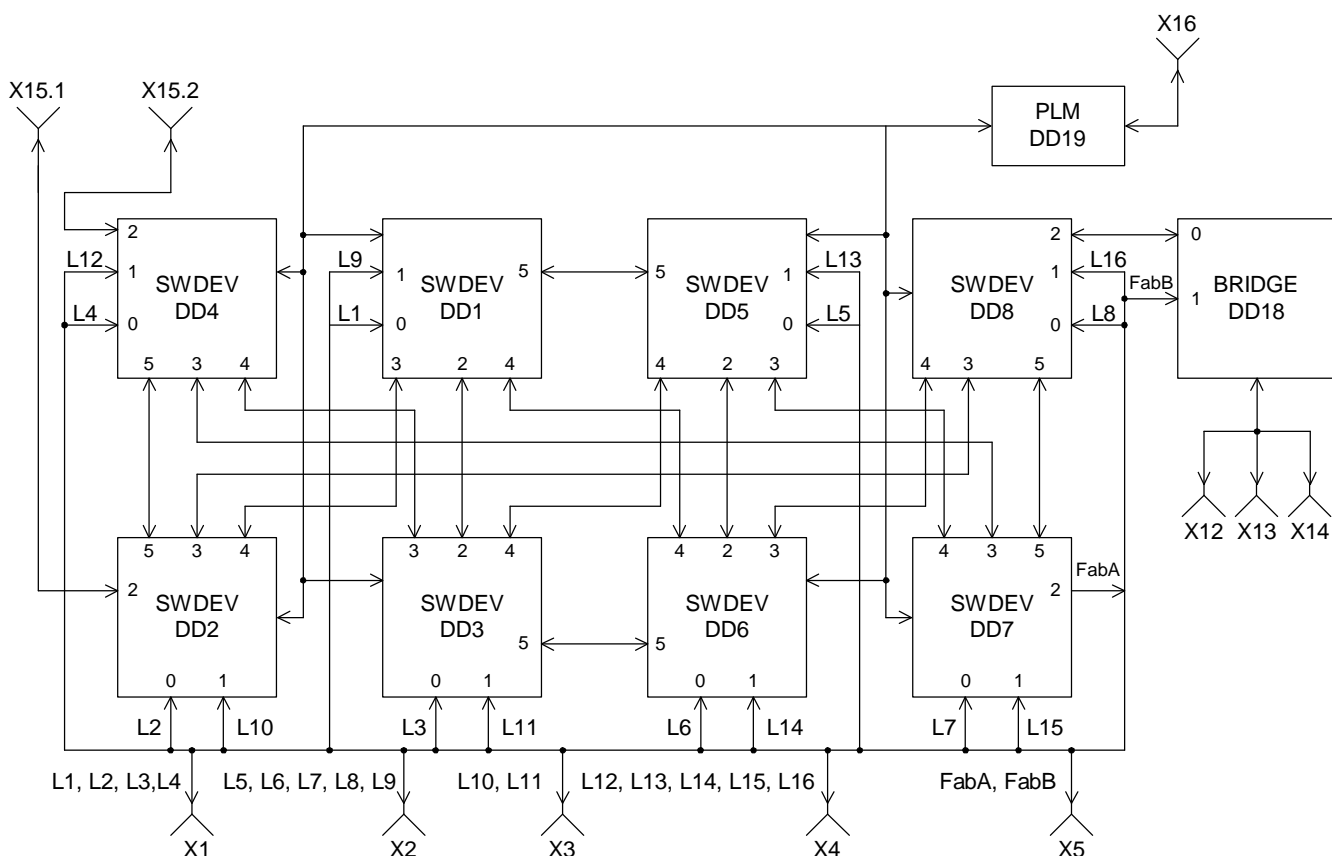 X16
X15.1 X15.2
PLM
DD19
2 2 0
L12 1 L9 1 5 5 1 L13 1 L16
SWDEV SWDEV SWDEV SWDEV FabB BRIDGE
DD4 DD1 DD5 DD8 1 DD18
L4 0 L1 0 0 L5 0 L8
5 3 4 3 2 4 4 2 3 4 3 5
X12 X13 X14
5 3 4 3 2 4 4 2 3 4 3 5
FabA
2 SWDEV SWDEV SWDEV SWDEV 2
DD2 DD3 DD6 DD7
5 5
0 1 0 1 0 1 0 1
L2 L10 L3 L11 L6 L14 L7 L15
L1, L2, L3,L4 L5, L6, L7, L8, L9 L10, L11 L12, L13, L14, L15, L16 FabA, FabB
X1 X2 X3 X4 X5